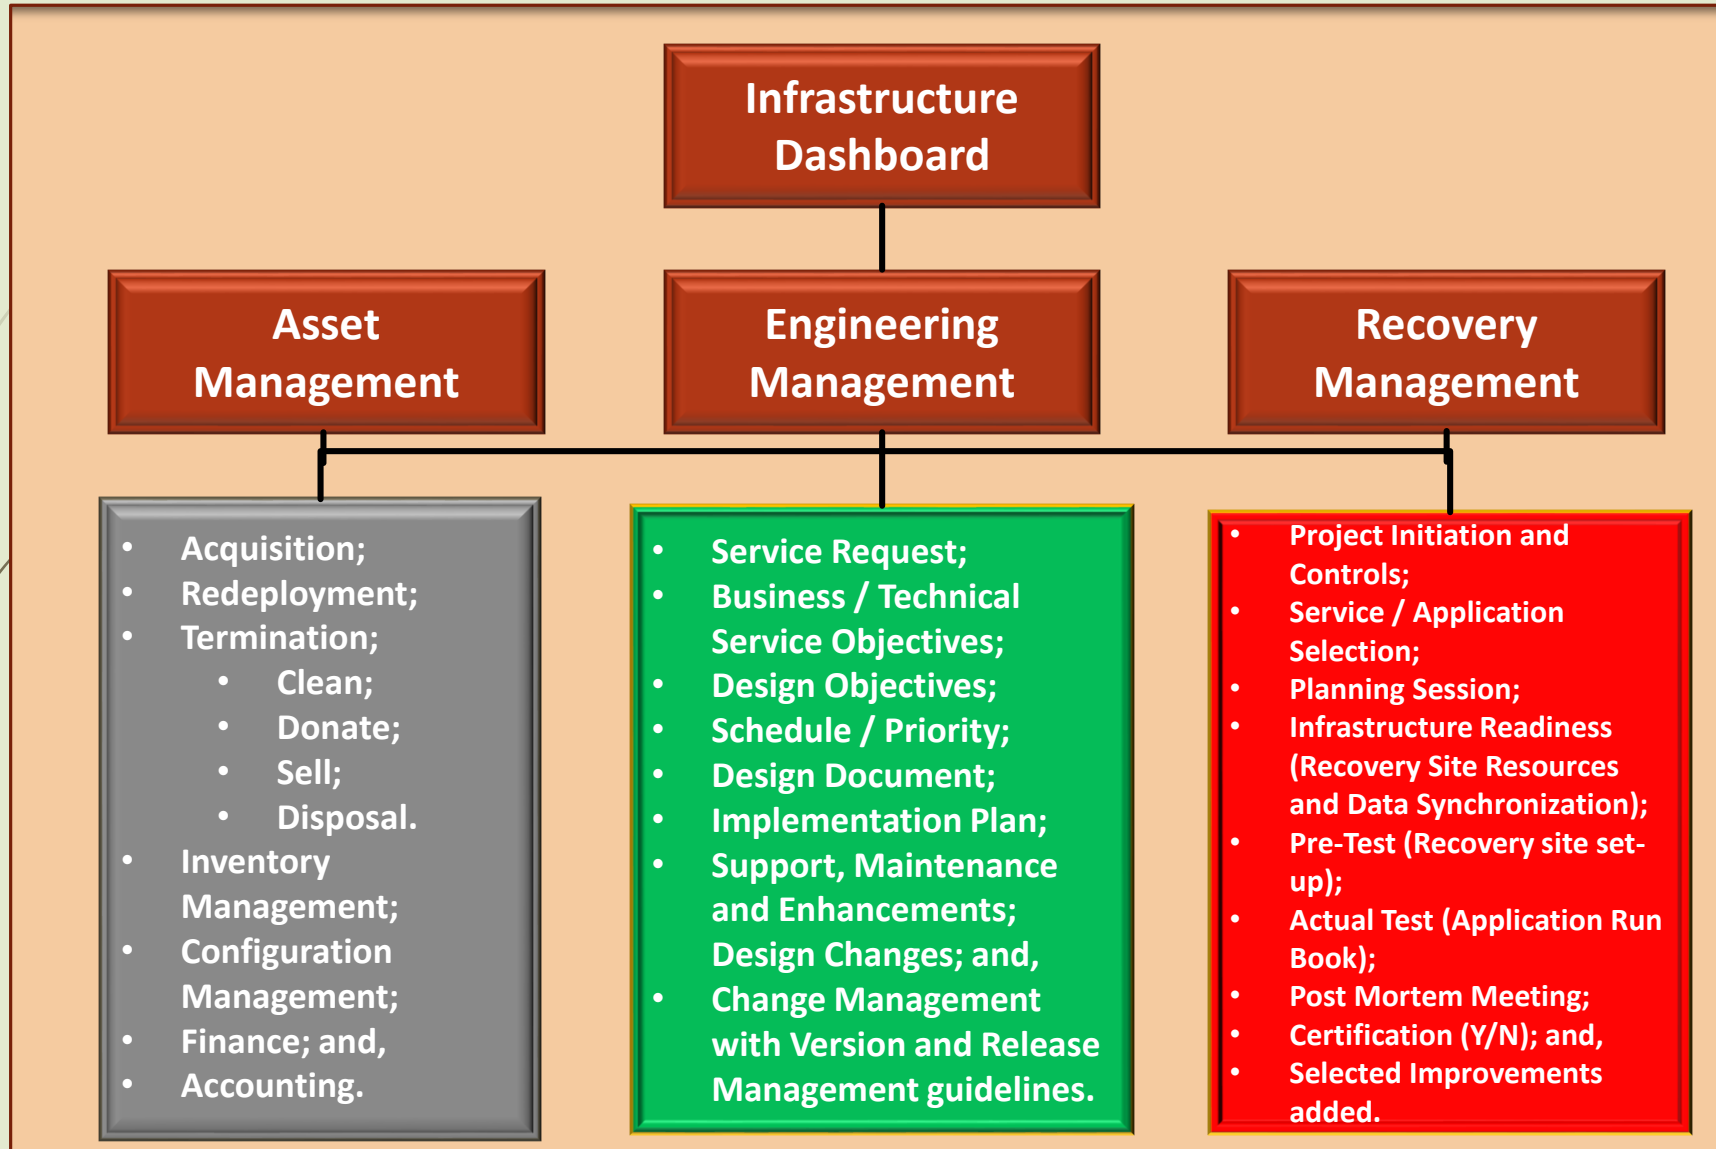 Infrastructure
Dashboard
Asset
Management
Engineering
Management
Recovery
Management
• Acquisition;
• Redeployment;
• Termination;
• Clean;
• Donate;
• Sell;
• Disposal.
• Inventory
Management;
• Configuration
Management;
• Finance; and,
• Accounting.
• Service Request;
• Business / Technical
Service Objectives;
• Design Objectives;
• Schedule / Priority;
• Design Document;
• Implementation Plan;
• Support, Maintenance
and Enhancements;
Design Changes; and,
• Change Management
with Version and Release
Management guidelines.
• Project Initiation and
Controls;
• Service / Application
Selection;
• Planning Session;
• Infrastructure Readiness
(Recovery Site Resources
and Data Synchronization);
• Pre-Test (Recovery site set-
up);
• Actual Test (Application Run
Book);
• Post Mortem Meeting;
• Certification (Y/N); and,
• Selected Improvements
added.